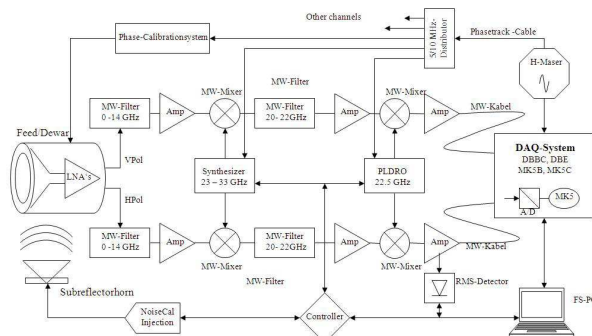 Other channels
Phase-Calibrationsystem
5/10 MHz-
Distributor
Phasetrack -Cable
H-Maser
MW-Mixer
MW-Filter
MW-Mixer
MW-Kabel
Feed/Dewar
MW-Filter
0 -14 GHz
Amp
MW-Filter
20- 22GHz
Amp
Amp
LNA's
VPol
HPol
Synthesizer
23 – 33 GHz
PLDRO
22.5 GHz
DAQ-System
DBBC, DBE
MK5B, MK5C
A/D
MK5
MW-Filter
0 -14 GHz
Amp
MW-Filter
20- 22GHz
Amp
Amp
MW-Mixer
MW-Mixer
MW-Kabel
MW-Filter
Subreflectorhorn
NoiseCal
Injection
Controller
RMS-Detector